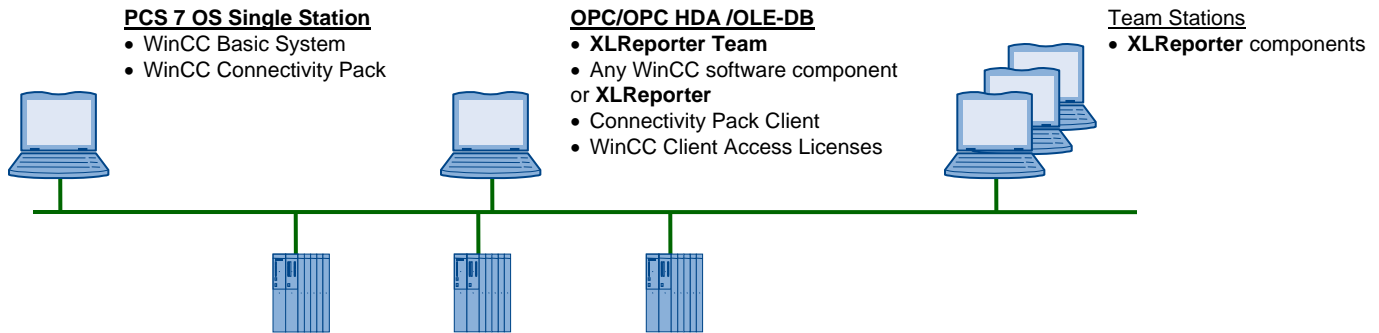 PCS 7 OS Single Station
• WinCC Basic System
• WinCC Connectivity Pack
OPC/OPC HDA /OLE-DB
• XLReporter Team
• Any WinCC software component
or XLReporter
• Connectivity Pack Client
• WinCC Client Access Licenses
Team Stations
• XLReporter components